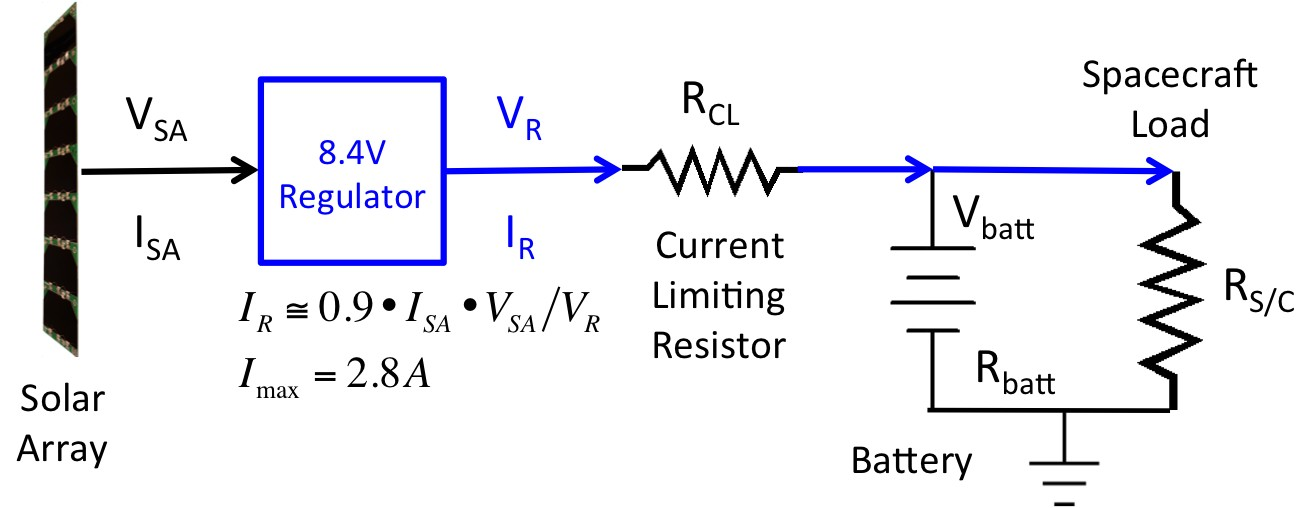 Spacecraft
Load
V_SA
8.4V
Regulator
V_R
R_CL
I_SA
I_R
Current
Limiting
Resistor
V_batt
R_S/C
I_R ≅ 0.9 • I_SA • V_SA/V_R
I_max = 2.8A
R_batt
Solar
Array
Battery